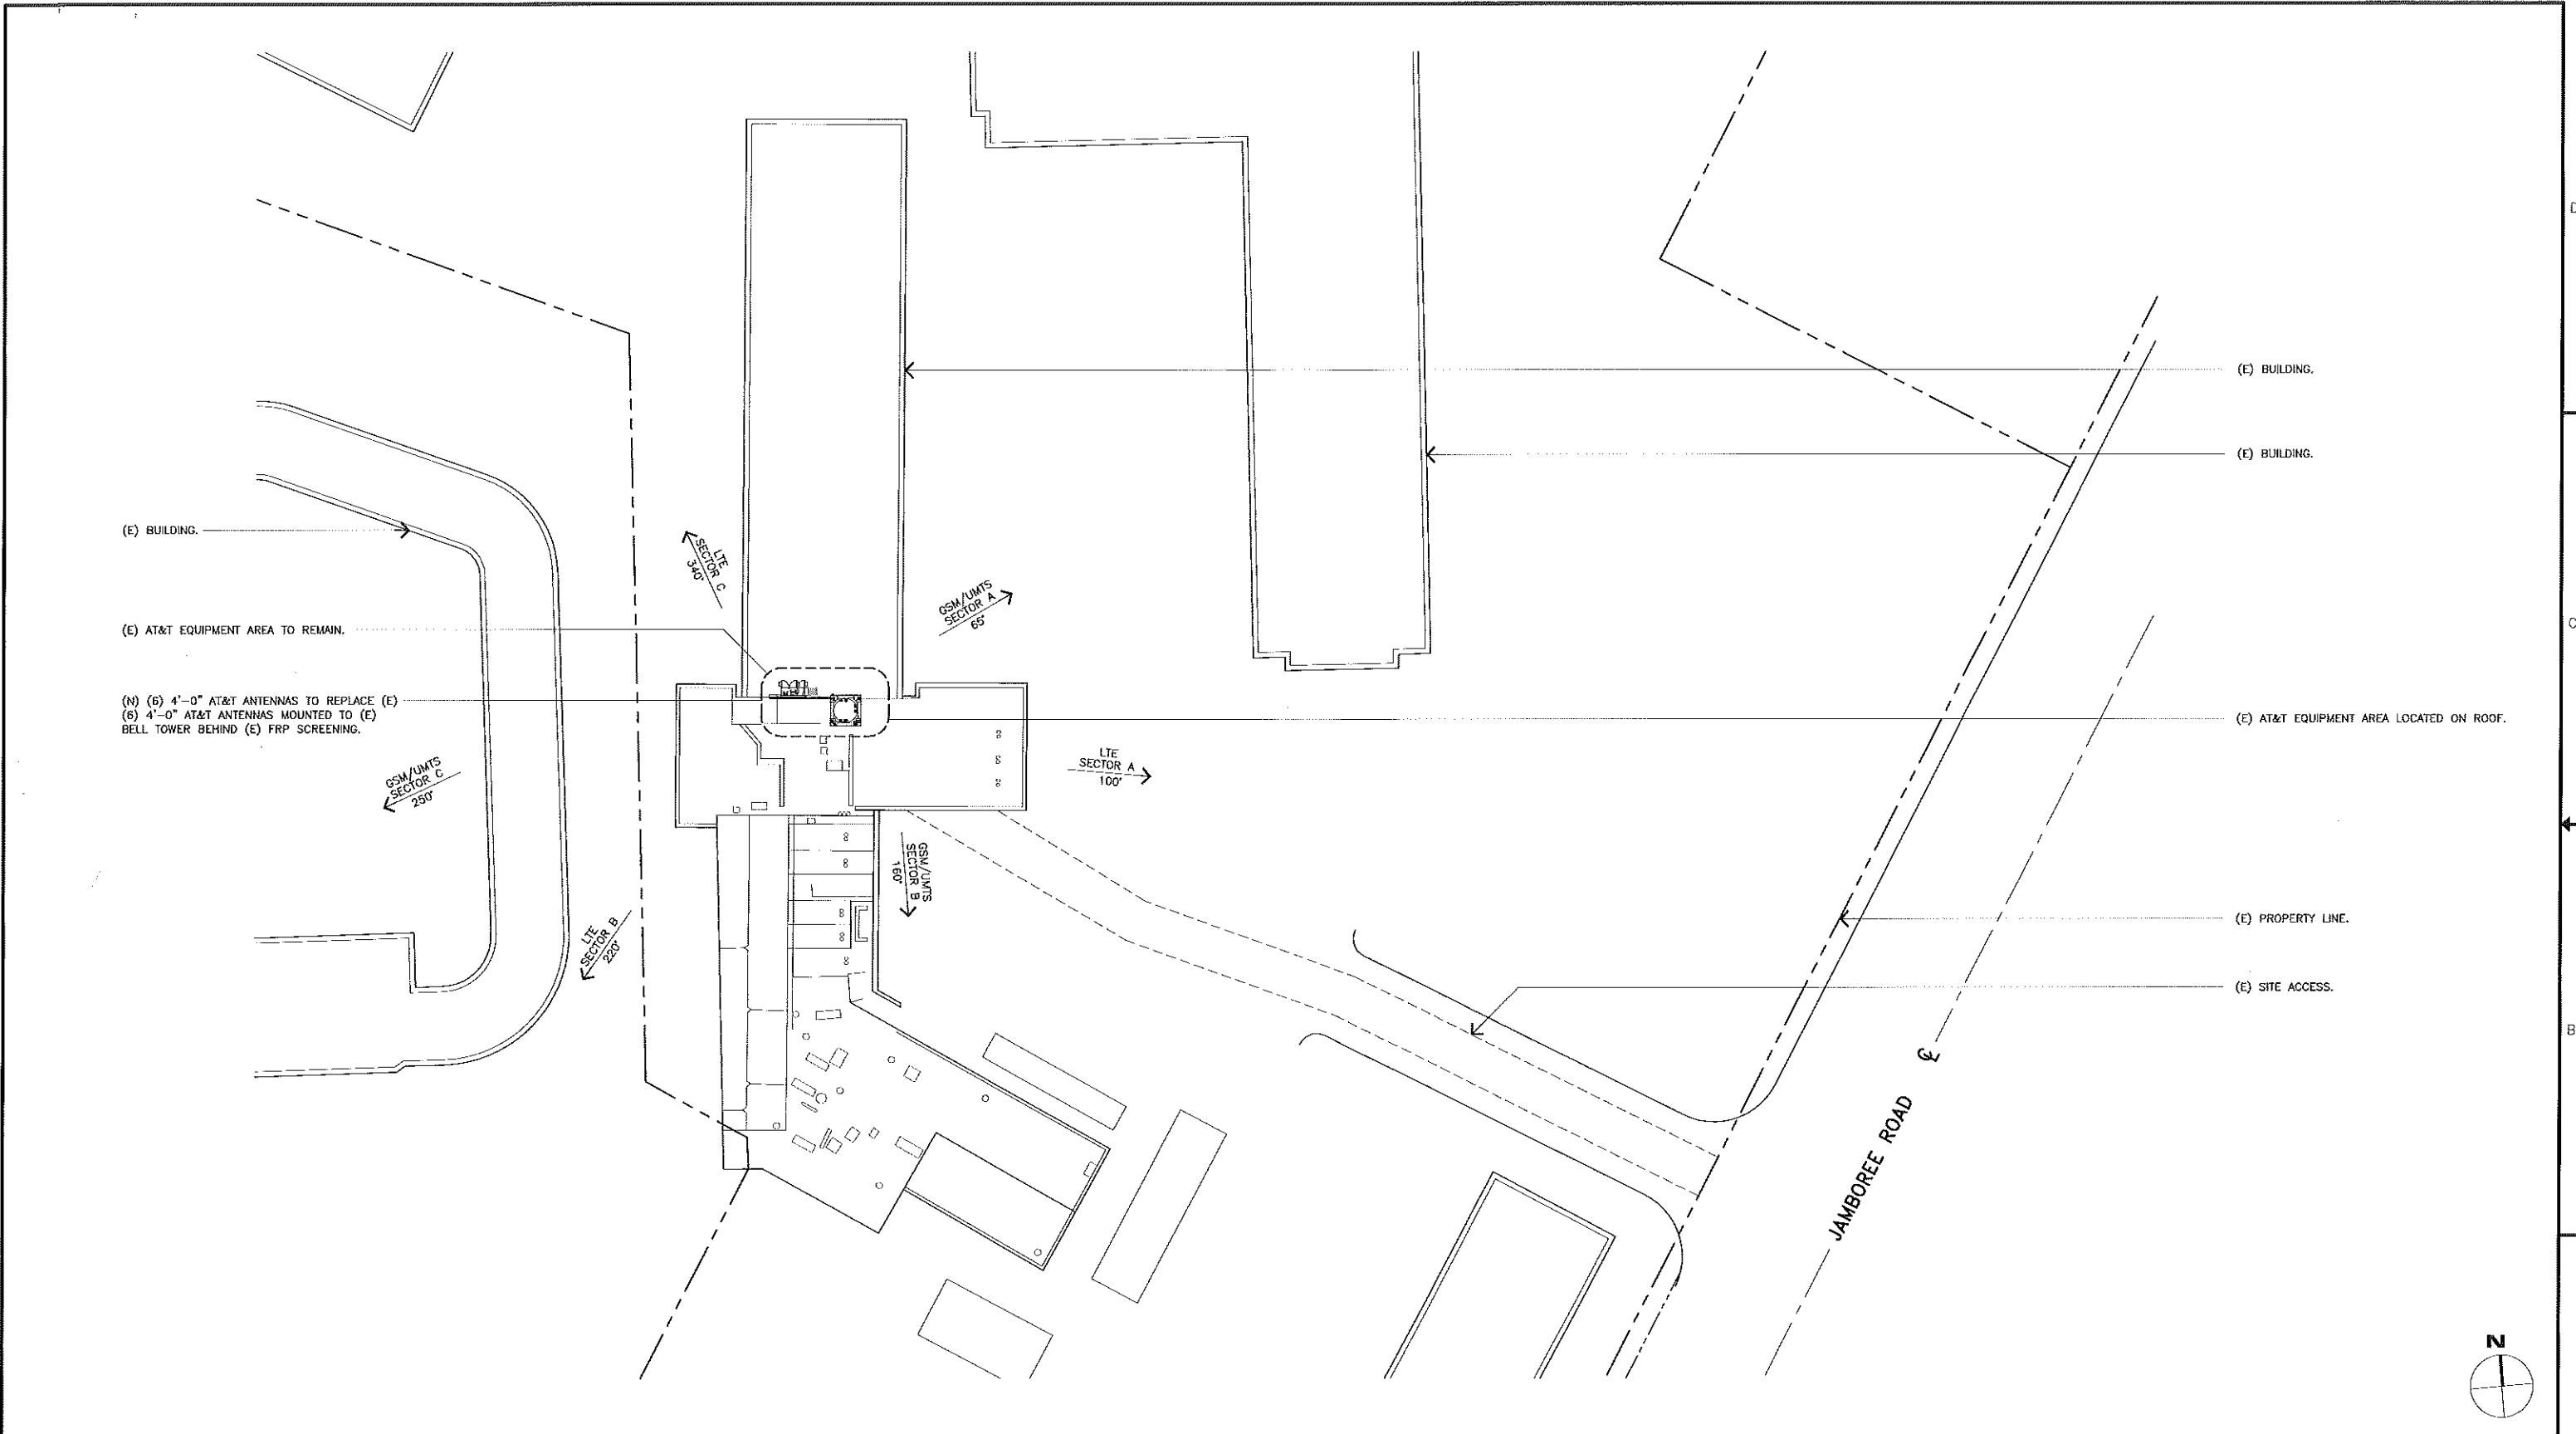 D
(E) BUILDING.
(E) BUILDING.
(E) BUILDING.
LTE
SECTOR C
340°
GSM/UMTS
SECTOR A
65°
C
(E) AT&T EQUIPMENT AREA TO REMAIN.
(N) (6) 4'-0" AT&T ANTENNAS TO REPLACE (E)
(6) 4'-0" AT&T ANTENNAS MOUNTED TO (E)
BELL TOWER BEHIND (E) FRP SCREENING.
(E) AT&T EQUIPMENT AREA LOCATED ON ROOF.
GSM/UMTS
SECTOR C
250°
LTE
SECTOR A
100°
GSM/UMTS
SECTOR B
160°
LTE
SECTOR B
220°
(E) PROPERTY LINE.
(E) SITE ACCESS.
B
℄
JAMBOREE ROAD
N